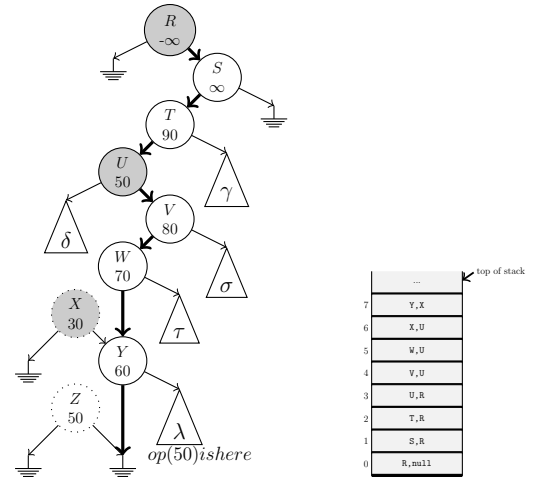 R
-∞
S
∞
T
90
U
50
γ
δ
V
80
W
70
σ
X
30
τ
Y
60
Z
50
λ
op(50)ishere
top of stack
...
7 Y,X
6 X,U
5 W,U
4 V,U
3 U,R
2 T,R
1 S,R
0 R,null